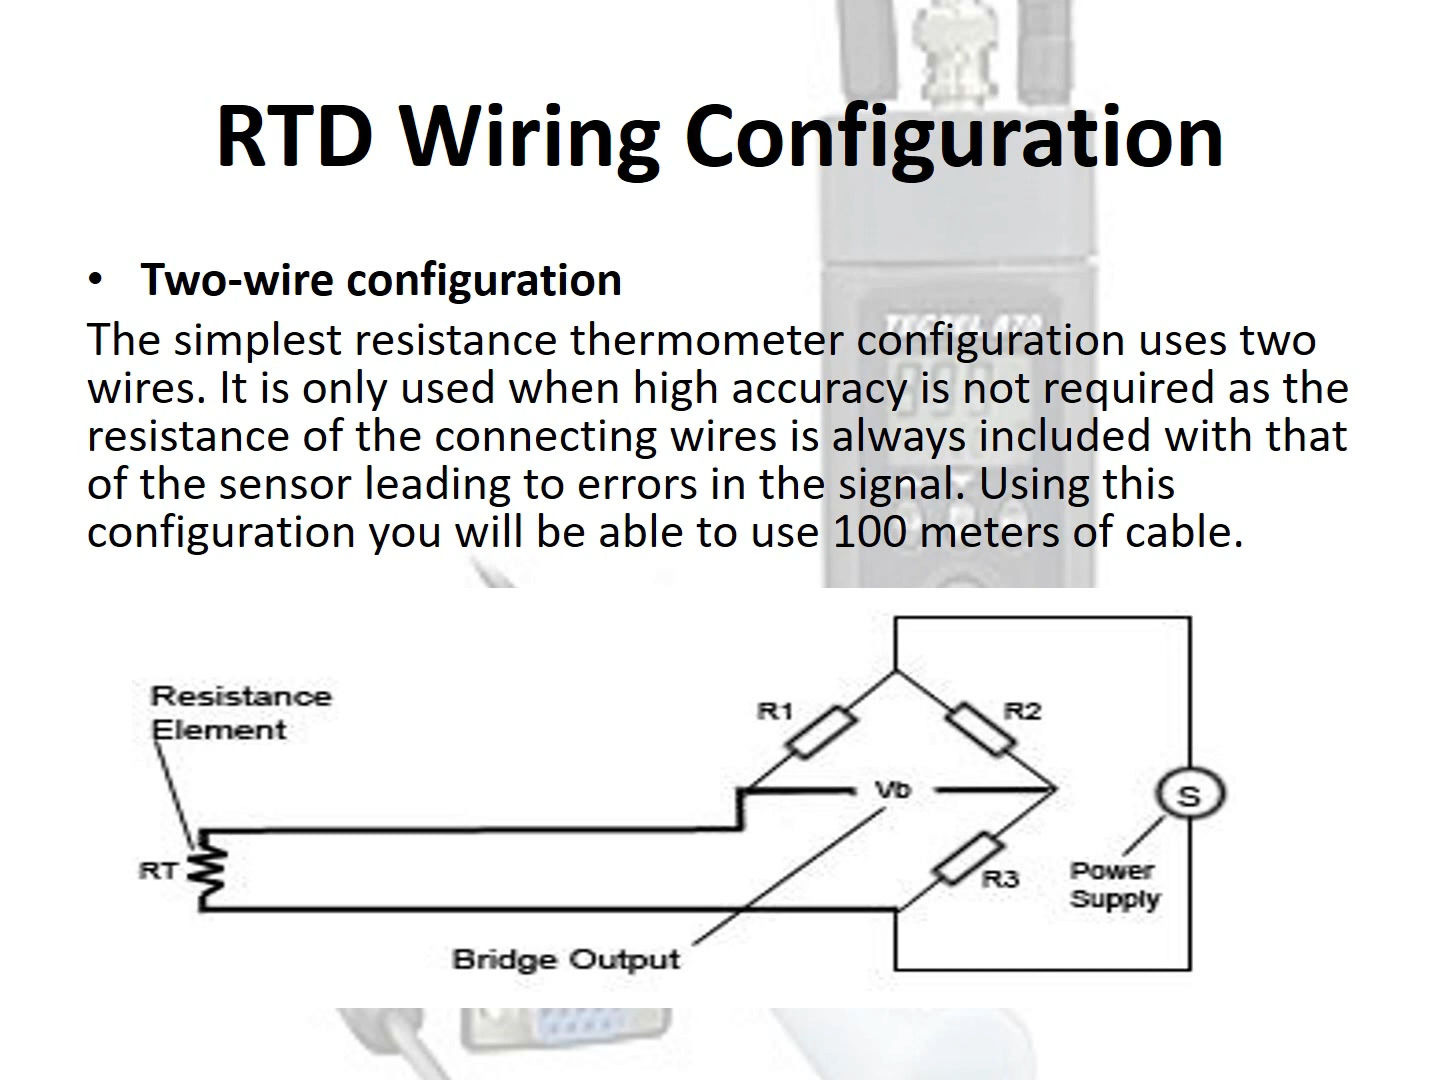 RTD Wiring Configuration
• Two-wire configuration
The simplest resistance thermometer configuration uses two
wires. It is only used when high accuracy is not required as the
resistance of the connecting wires is always included with that
of the sensor leading to errors in the signal. Using this
configuration you will be able to use 100 meters of cable.
Resistance
Element
R1
R2
Vb
S
RT
R3
Power
Supply
Bridge Output